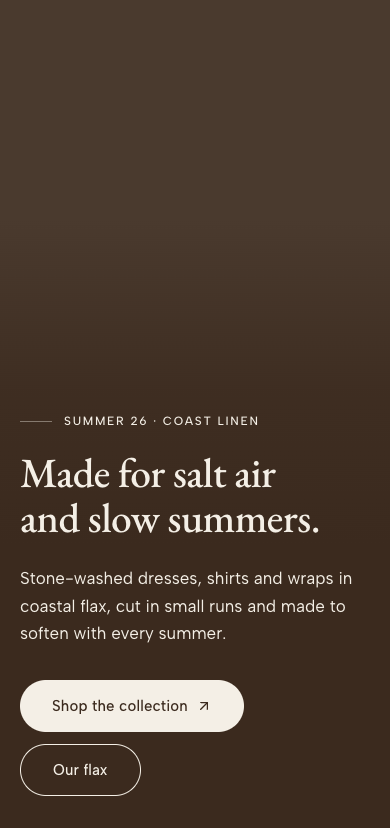 SUMMER 26 · COAST LINEN
Made for salt air
and slow summers.
Stone-washed dresses, shirts and wraps in
coastal flax, cut in small runs and made to
soften with every summer.
Shop the collection
Our flax